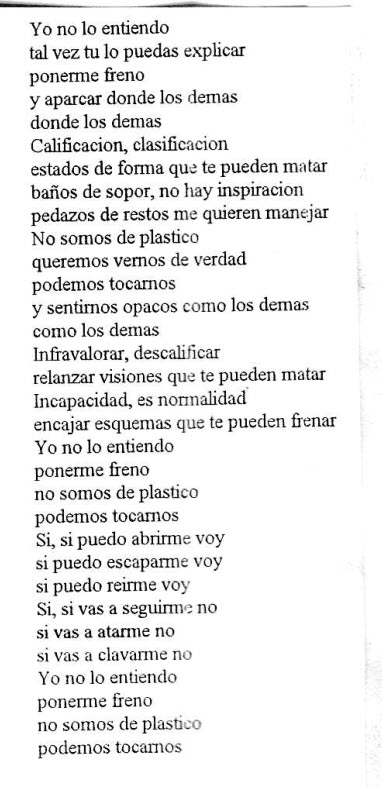 Yo no lo entiendo
tal vez tu lo puedas explicar
ponerme freno
y aparcar donde los demas
donde los demas
Calificacion, clasificacion
estados de forma que te pueden matar
baños de sopor, no hay inspiracion
pedazos de restos me quieren manejar
No somos de plastico
queremos vernos de verdad
podemos tocarnos
y sentirnos opacos como los demas
como los demas
Infravalorar, descalificar
relanzar visiones que te pueden matar
Incapacidad, es normalidad
encajar esquemas que te pueden frenar
Yo no lo entiendo
ponerme freno
no somos de plastico
podemos tocarnos
Si, si puedo abrirme voy
si puedo escaparme voy
si puedo reirme voy
Si, si vas a seguirme no
si vas a atarme no
si vas a clavarme no
Yo no lo entiendo
ponerme freno
no somos de plastico
podemos tocarnos